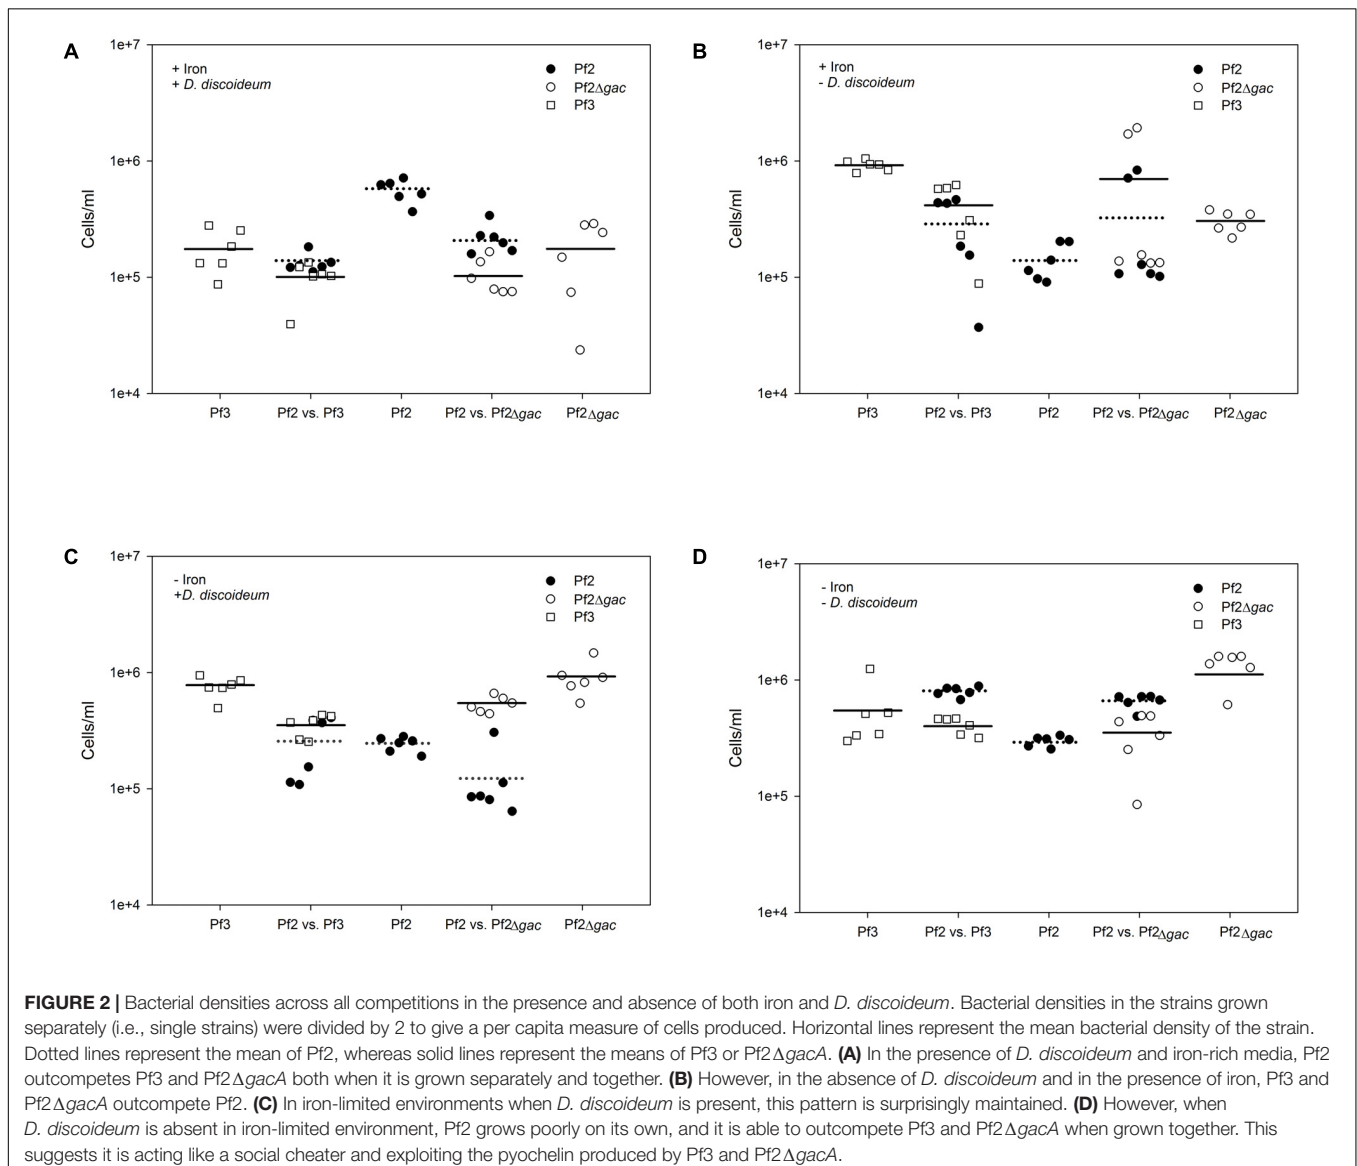 A
1e+7
+ Iron
+ D. discoideum
Pf2
Pf2Δgac
Pf3
1e+6
Cells/ml
1e+5
1e+4
Pf3
Pf2 vs. Pf3
Pf2
Pf2 vs. Pf2Δgac
Pf2Δgac
B
1e+7
+ Iron
- D. discoideum
Pf2
Pf2Δgac
Pf3
1e+6
Cells/ml
1e+5
1e+4
Pf3
Pf2 vs. Pf3
Pf2
Pf2 vs. Pf2Δgac
Pf2Δgac
C
1e+7
- Iron
+D. discoideum
Pf2
Pf2Δgac
Pf3
1e+6
Cells/ml
1e+5
1e+4
Pf3
Pf2 vs. Pf3
Pf2
Pf2 vs. Pf2Δgac
Pf2Δgac
D
1e+7
- Iron
- D. discoideum
Pf2
Pf2Δgac
Pf3
1e+6
Cells/ml
1e+5
1e+4
Pf3
Pf2 vs. Pf3
Pf2
Pf2 vs. Pf2Δgac
Pf2Δgac
FIGURE 2 | Bacterial densities across all competitions in the presence and absence of both iron and D. discoideum. Bacterial densities in the strains grown
separately (i.e., single strains) were divided by 2 to give a per capita measure of cells produced. Horizontal lines represent the mean bacterial density of the strain.
Dotted lines represent the mean of Pf2, whereas solid lines represent the means of Pf3 or Pf2ΔgacA. (A) In the presence of D. discoideum and iron-rich media, Pf2
outcompetes Pf3 and Pf2ΔgacA both when it is grown separately and together. (B) However, in the absence of D. discoideum and in the presence of iron, Pf3 and
Pf2ΔgacA outcompete Pf2. (C) In iron-limited environments when D. discoideum is present, this pattern is surprisingly maintained. (D) However, when
D. discoideum is absent in iron-limited environment, Pf2 grows poorly on its own, and it is able to outcompete Pf3 and Pf2ΔgacA when grown together. This
suggests it is acting like a social cheater and exploiting the pyochelin produced by Pf3 and Pf2ΔgacA.